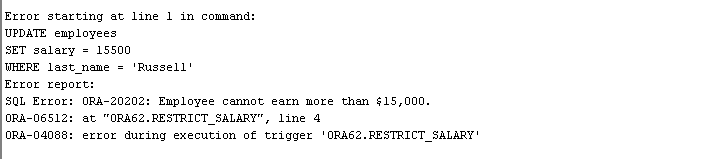 Error starting at line 1 in command:
UPDATE employees
SET salary = 15500
WHERE last_name = 'Russell'
Error report:
SQL Error: ORA-20202: Employee cannot earn more than $15,000.
ORA-06512: at "ORA62.RESTRICT_SALARY", line 4
ORA-04088: error during execution of trigger 'ORA62.RESTRICT_SALARY'